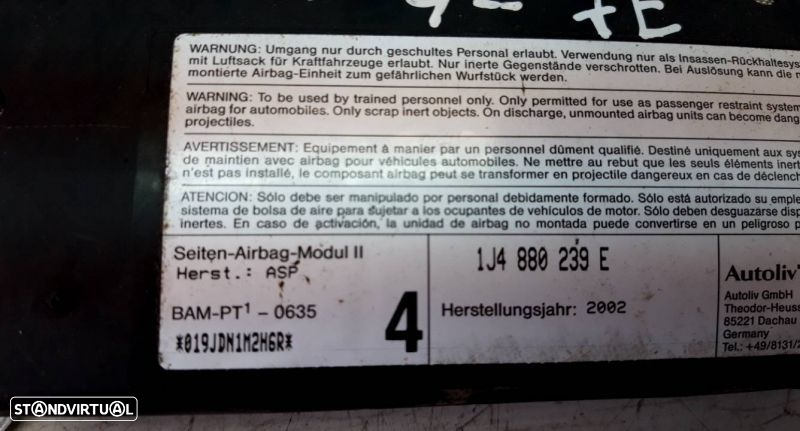 TE
WARNUNG: Umgang nur durch geschultes Personal erlaubt. Verwendung nur als Insassen-Rückhaltesys
mit Luftsack für Kraftfahrzeuge erlaubt. Nur inerte Gegenstände verschrotten. Bei Auslösung kann die n
montierte Airbag-Einheit zum gefährlichen Wurfstück werden.
WARNING: To be used by trained personnel only. Only permitted for use as passenger restraint system
airbag for automobiles. Only scrap inert objects. On discharge, unmounted airbag units can become dang
projectiles.
AVERTISSEMENT: Equipement à manier par un personnel dûment qualifié. Destiné uniquement aux sys
de maintien avec airbag pour véhicules automobiles. Ne mettre au rebut que les seuls éléments inert
n'est pas installé, le composant airbag peut se transformer en projectile dangereux en cas de déclench
ATENCION: Sólo debe ser manipulado por personal debidamente formado. Sólo está autorizado su emple
sistema de bolsa de aire para sujetar a los ocupantes de vehículos de motor. Sólo deben desguazarse disp
inertes. En caso de activación, la unidad de airbag no montada puede convertirse en un peligroso p
Seiten-Airbag-Modul II
Herst.: ASP
BAM-PT¹ - 0635
*019JDN1M2H6R*
4
1J4 880 239 E
Herstellungsjahr: 2002
Autoliv
Autoliv GmbH
Theodor-Heuss
85221 Dachau
Germany
Tel.: +49/8131/2
STANDVIRTUAL